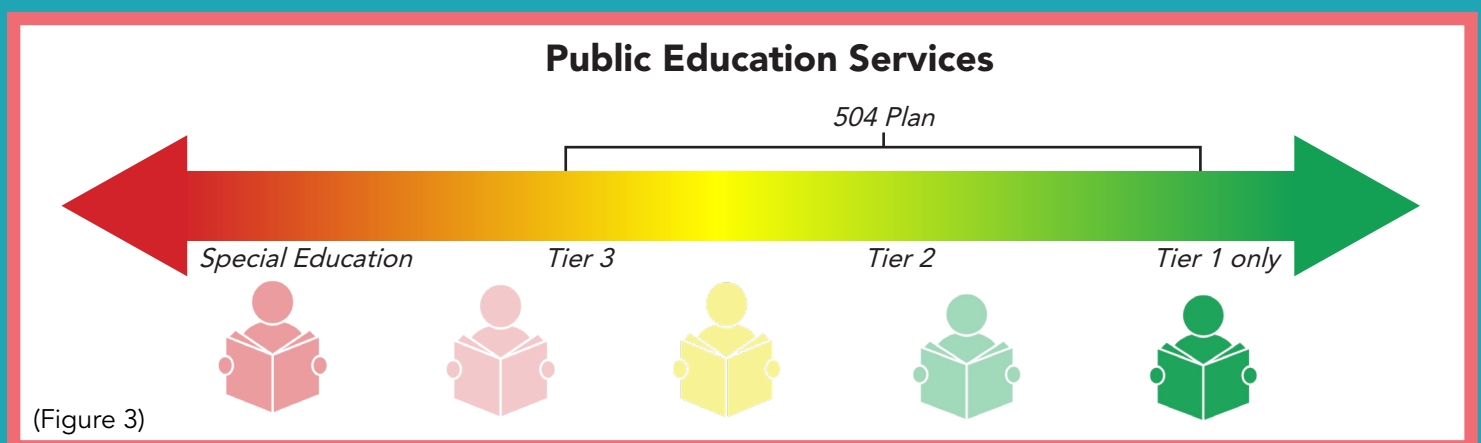 Public Education Services
504 Plan
Special Education Tier 3 Tier 2 Tier 1 only
(Figure 3)